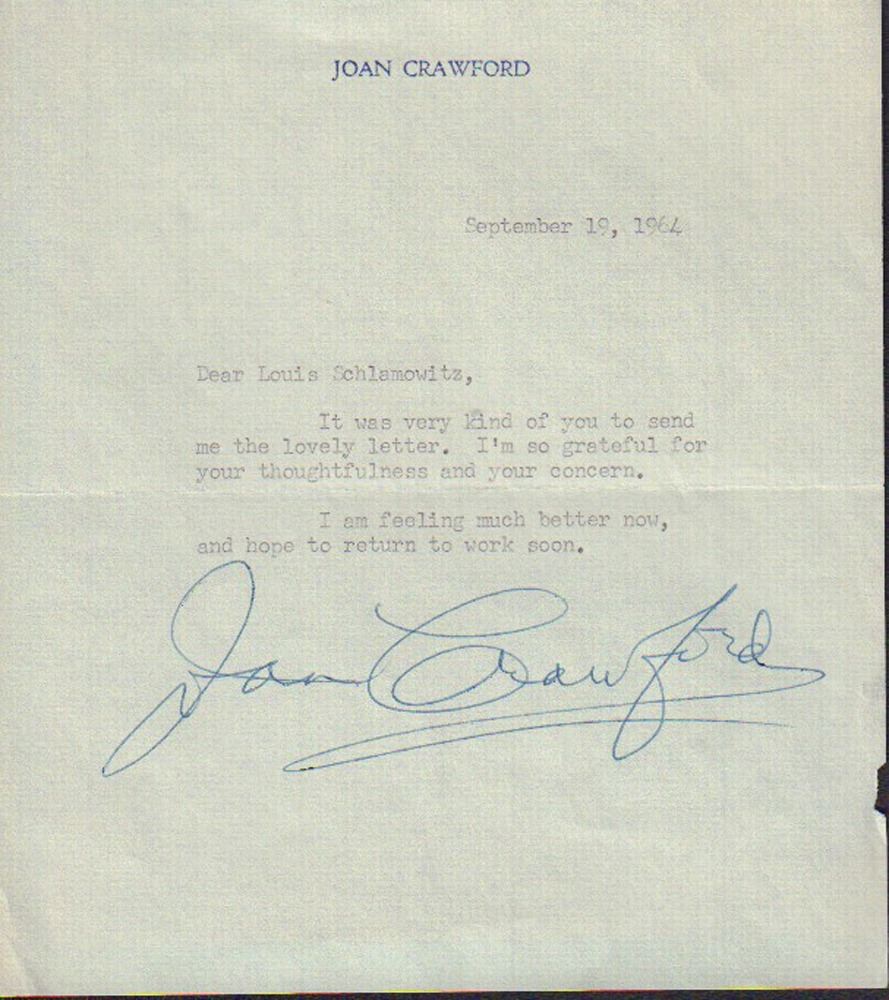 JOAN CRAWFORD
September 19, 1964
Dear Louis Schlamowitz,
It was very kind of you to send
me the lovely letter. I'm so grateful for
your thoughtfulness and your concern.
I am feeling much better now,
and hope to return to work soon.
Joan Crawford